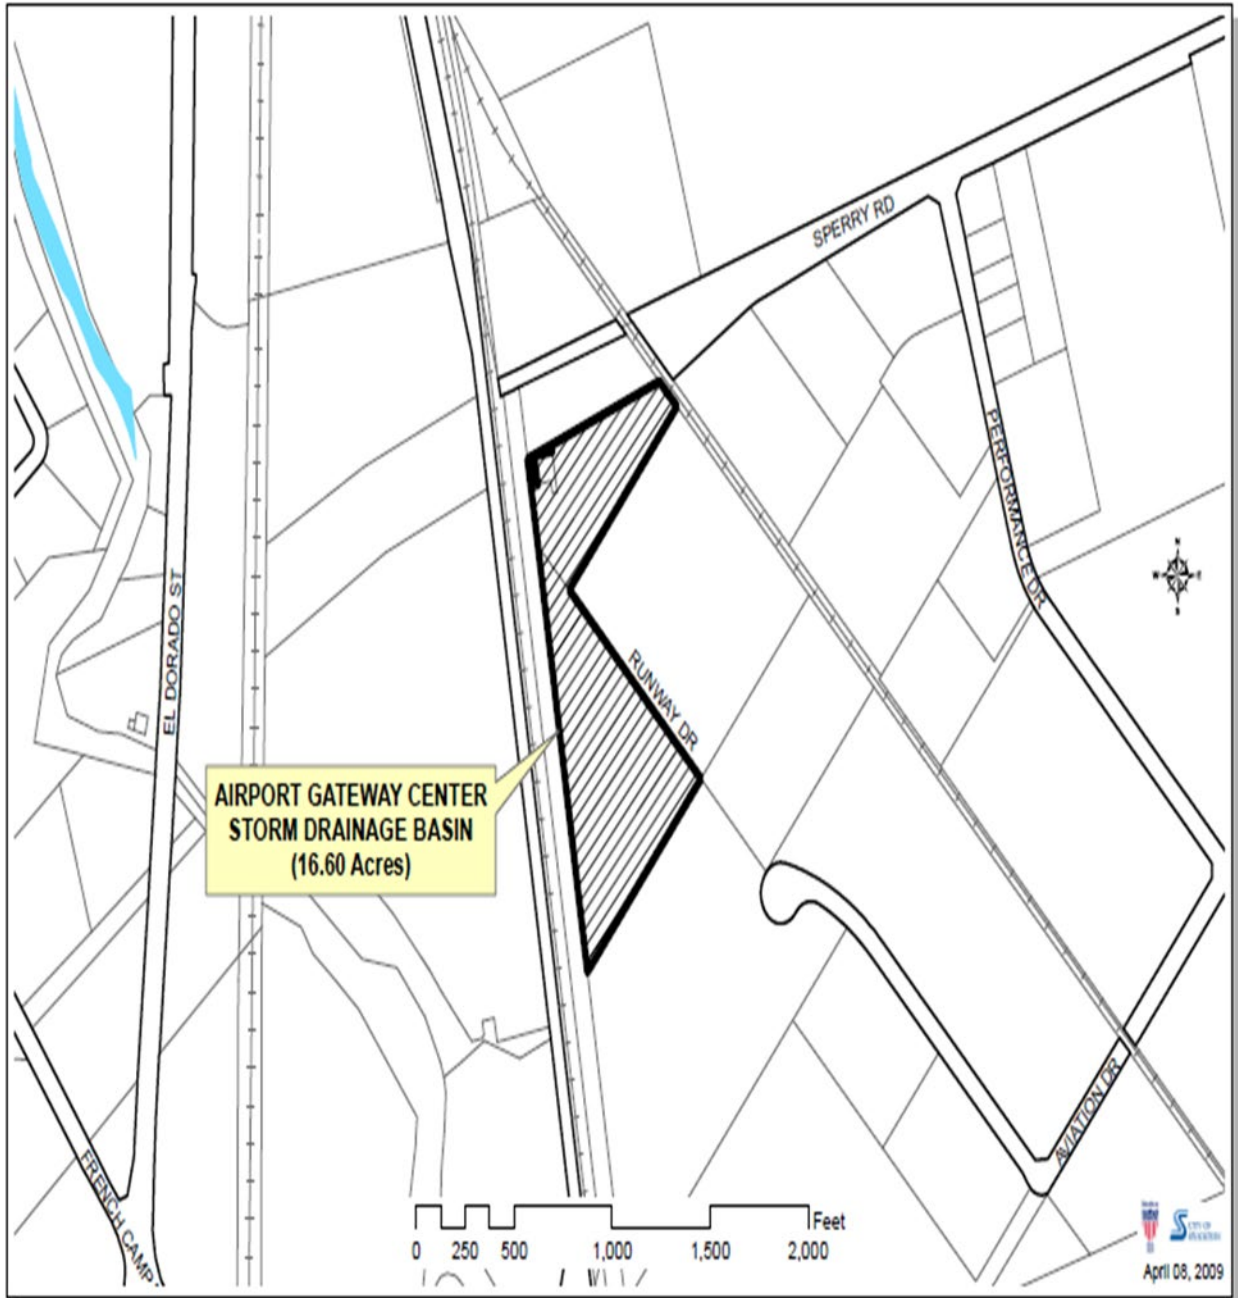 SPERRY RD
PERFORMANCE DR
N
W
E
S
EL DORADO ST
RUNWAY DR
AIRPORT GATEWAY CENTER
STORM DRAINAGE BASIN
(16.60 Acres)
AVIATION DR
FRENCH CAMP
Feet
0 250 500 1,000 1,500 2,000
April 08, 2009